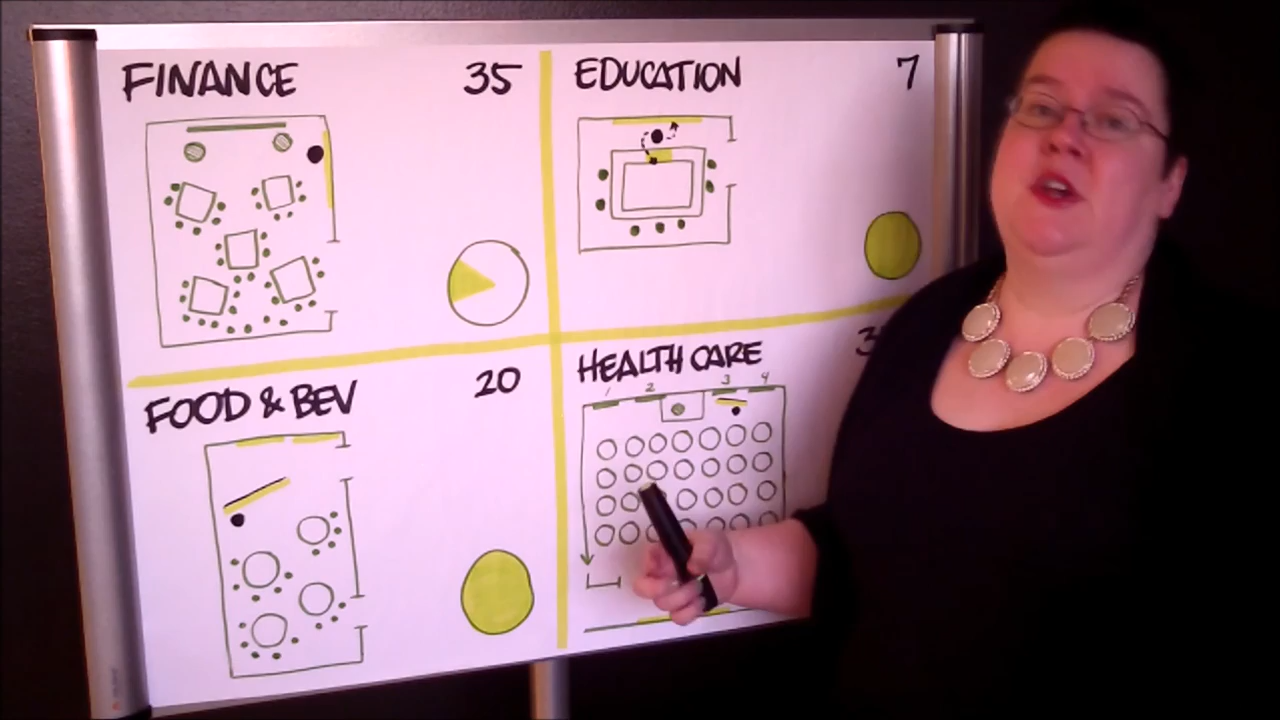 FINANCE 35
EDUCATION 7
FOOD & BEV 20
HEALTH CARE
1 2 3 4